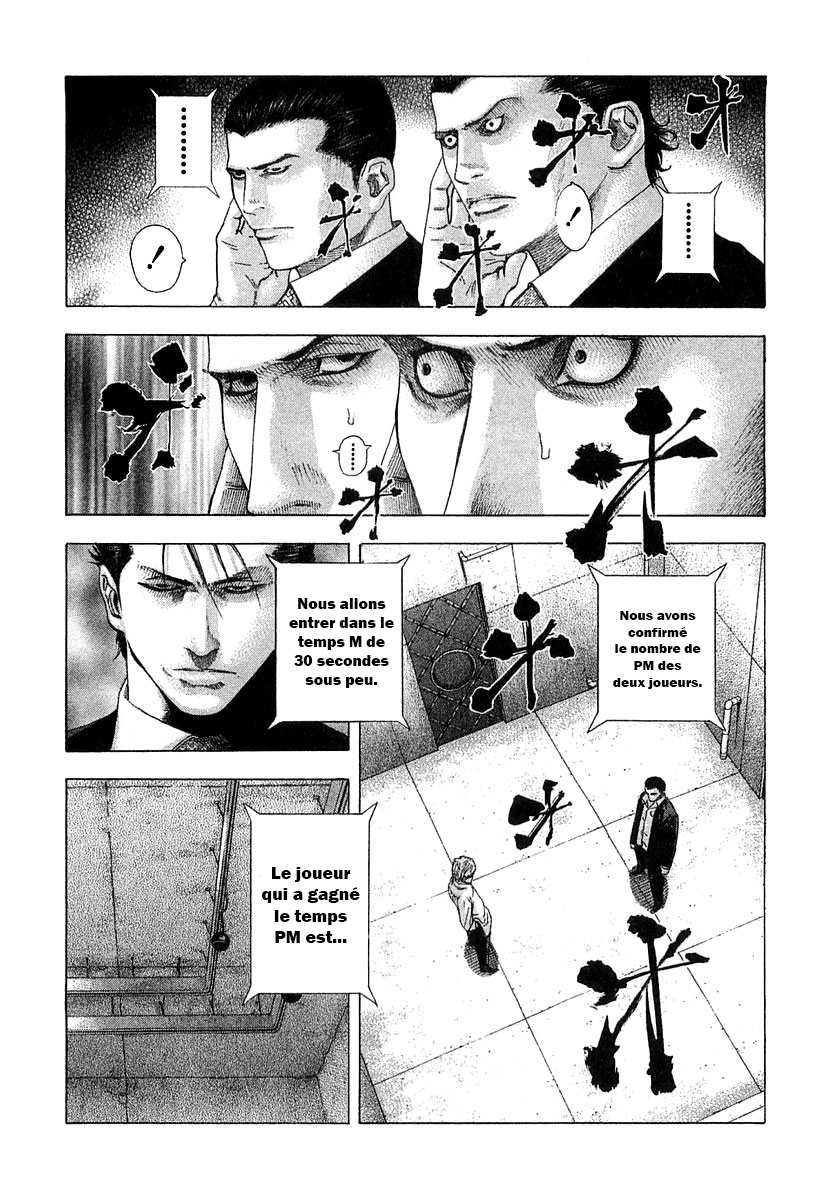 ………
!
!
………
……
Nous avons
confirmé
le nombre de
PM des
deux joueurs.
Nous allons
entrer dans le
temps M de
30 secondes
sous peu.
Le joueur
qui a gagné
le temps
PM est...